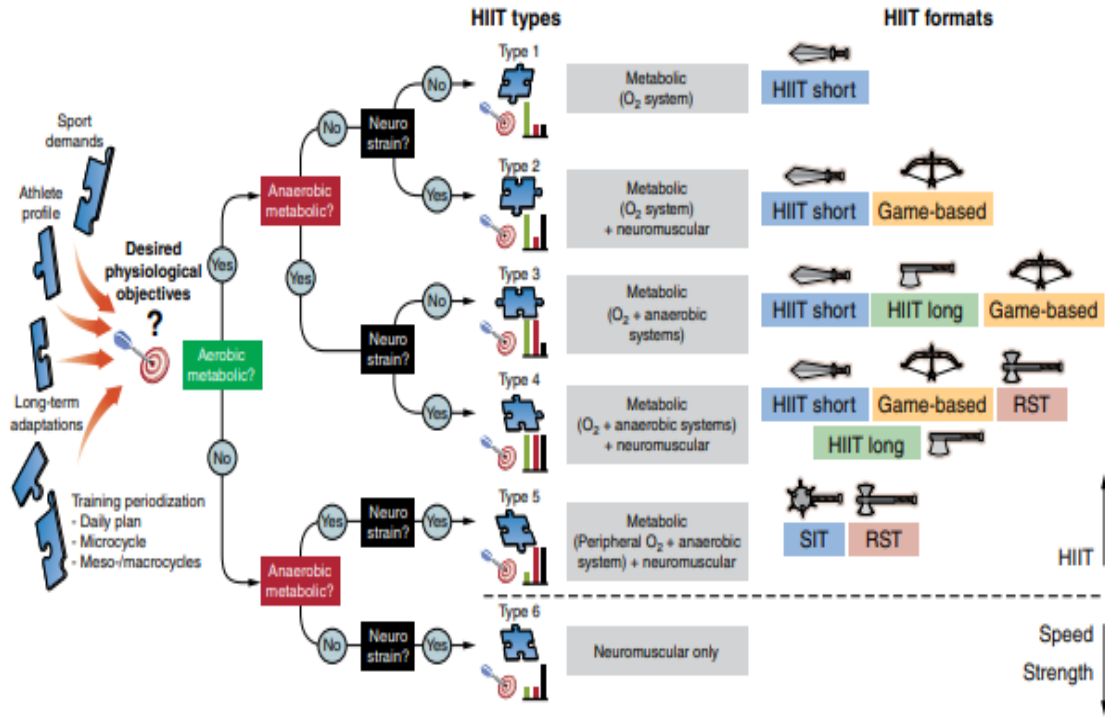 HIIT types
HIIT formats
Sport
demands
Athlete
profile
Desired
physiological
objectives
?
Long-term
adaptations
Training periodization
- Daily plan
- Microcycle
- Meso-/macrocycles
Aerobic
metabolic?
Yes
No
Anaerobic
metabolic?
No
Yes
Anaerobic
metabolic?
Yes
No
Neuro
strain?
No
Yes
Neuro
strain?
No
Yes
Neuro
strain?
Yes
Neuro
strain?
Yes
Type 1
Metabolic
(O₂ system)
HIIT short
Type 2
Metabolic
(O₂ system)
+ neuromuscular
HIIT short
Game-based
Type 3
Metabolic
(O₂ + anaerobic
systems)
HIIT short
HIIT long
Game-based
Type 4
Metabolic
(O₂ + anaerobic systems)
+ neuromuscular
HIIT short
Game-based
RST
HIIT long
Type 5
Metabolic
(Peripheral O₂ + anaerobic
system) + neuromuscular
SIT
RST
HIIT
Type 6
Neuromuscular only
Speed
Strength